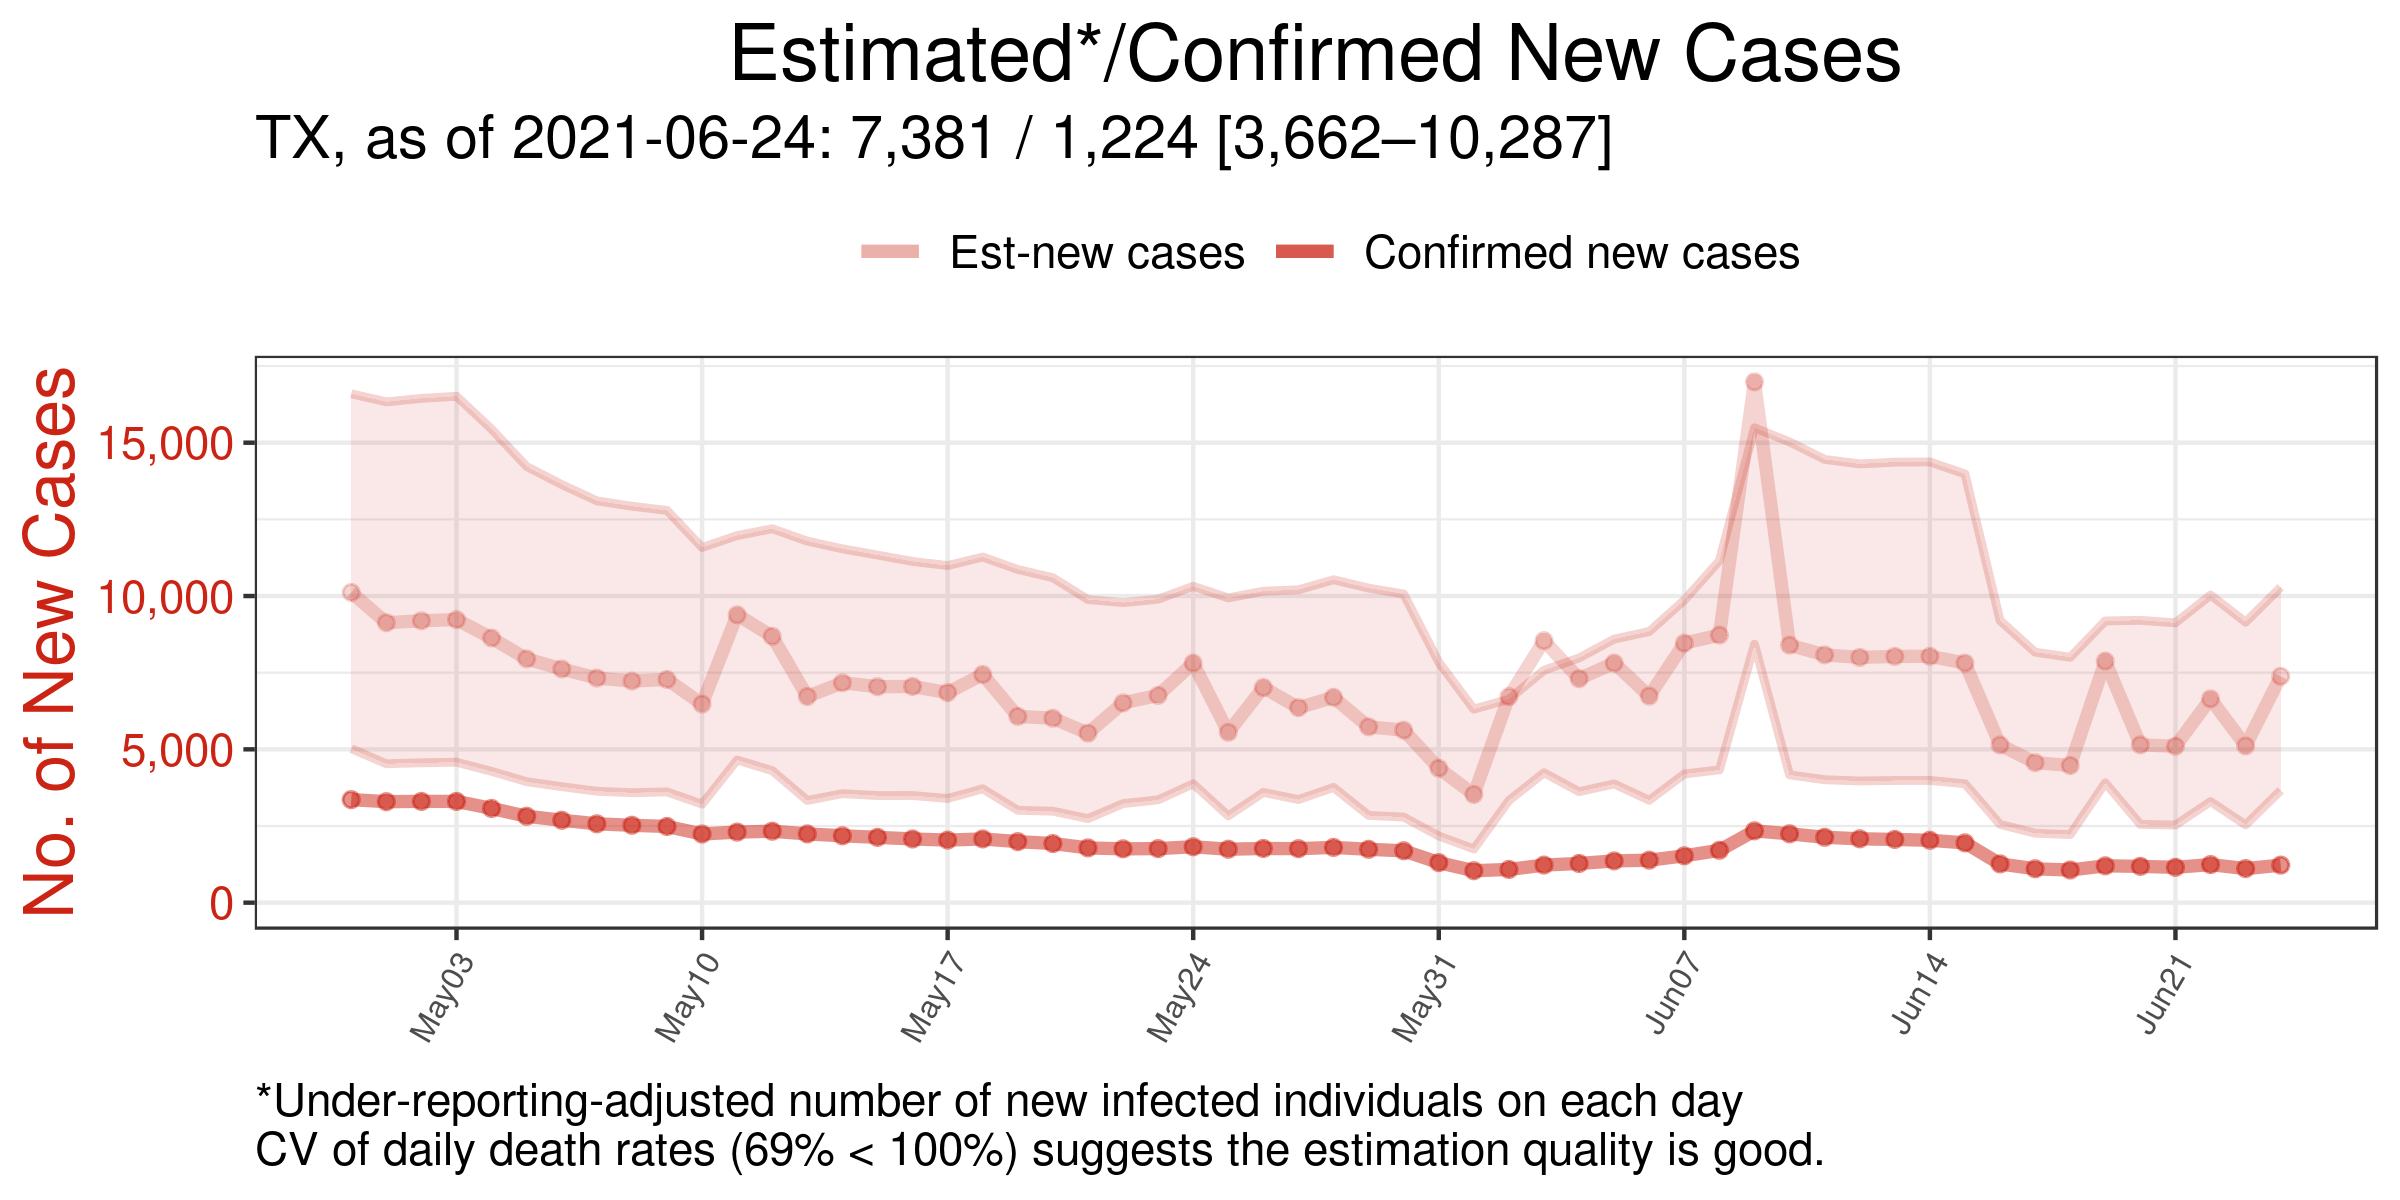 Estimated*/Confirmed New Cases
TX, as of 2021-06-24: 7,381 / 1,224 [3,662–10,287]
Est-new cases
Confirmed new cases
No. of New Cases
15,000
10,000
5,000
0
May03
May10
May17
May24
May31
Jun07
Jun14
Jun21
*Under-reporting-adjusted number of new infected individuals on each day
CV of daily death rates (69% < 100%) suggests the estimation quality is good.